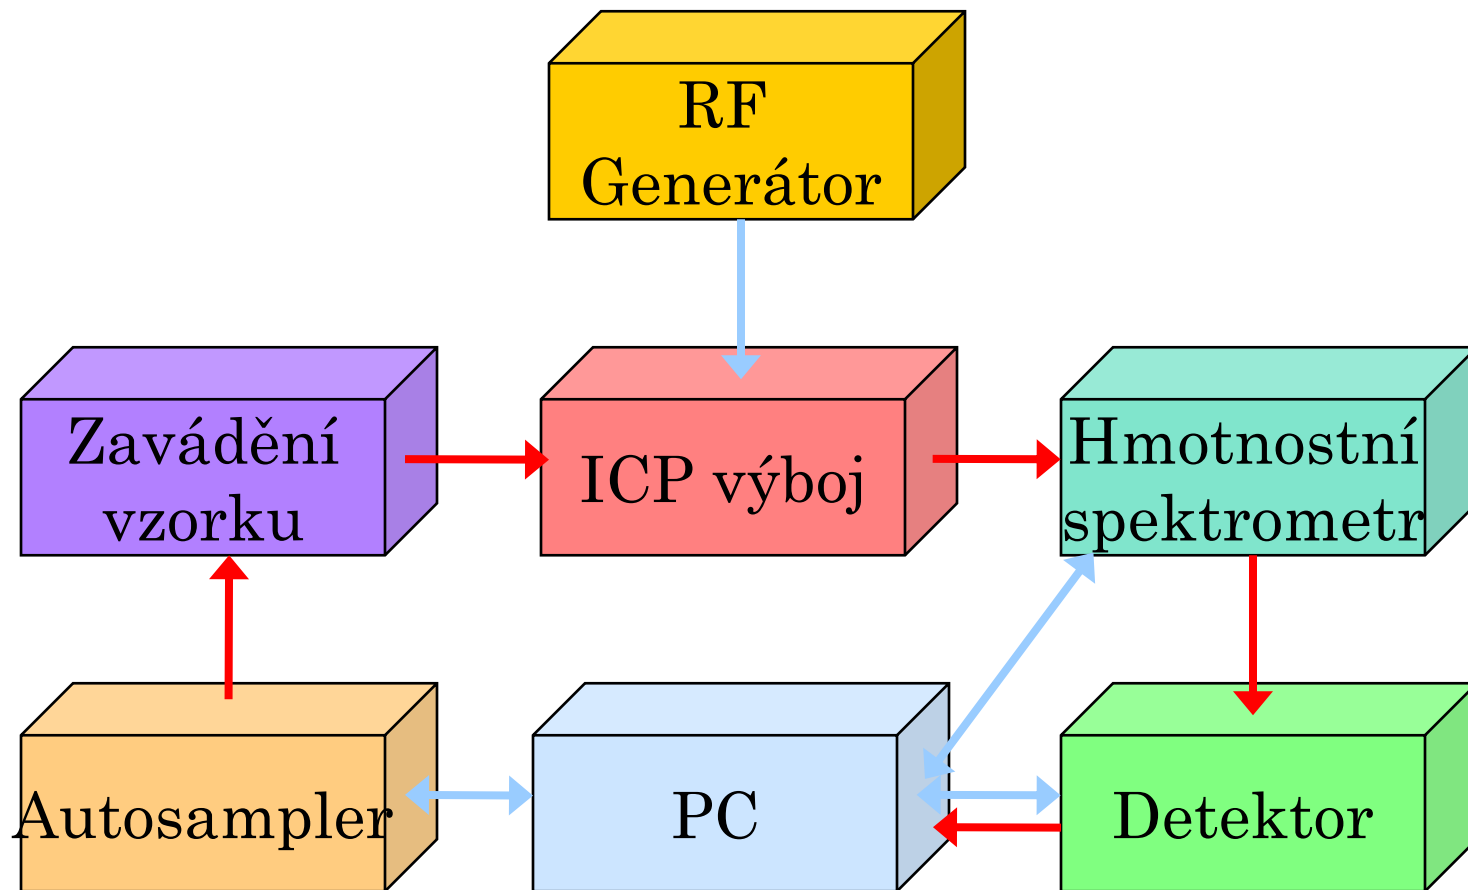 RF
Generátor
Zavádění
vzorku
ICP výboj
Hmotnostní
spektrometr
Autosampler
PC
Detektor